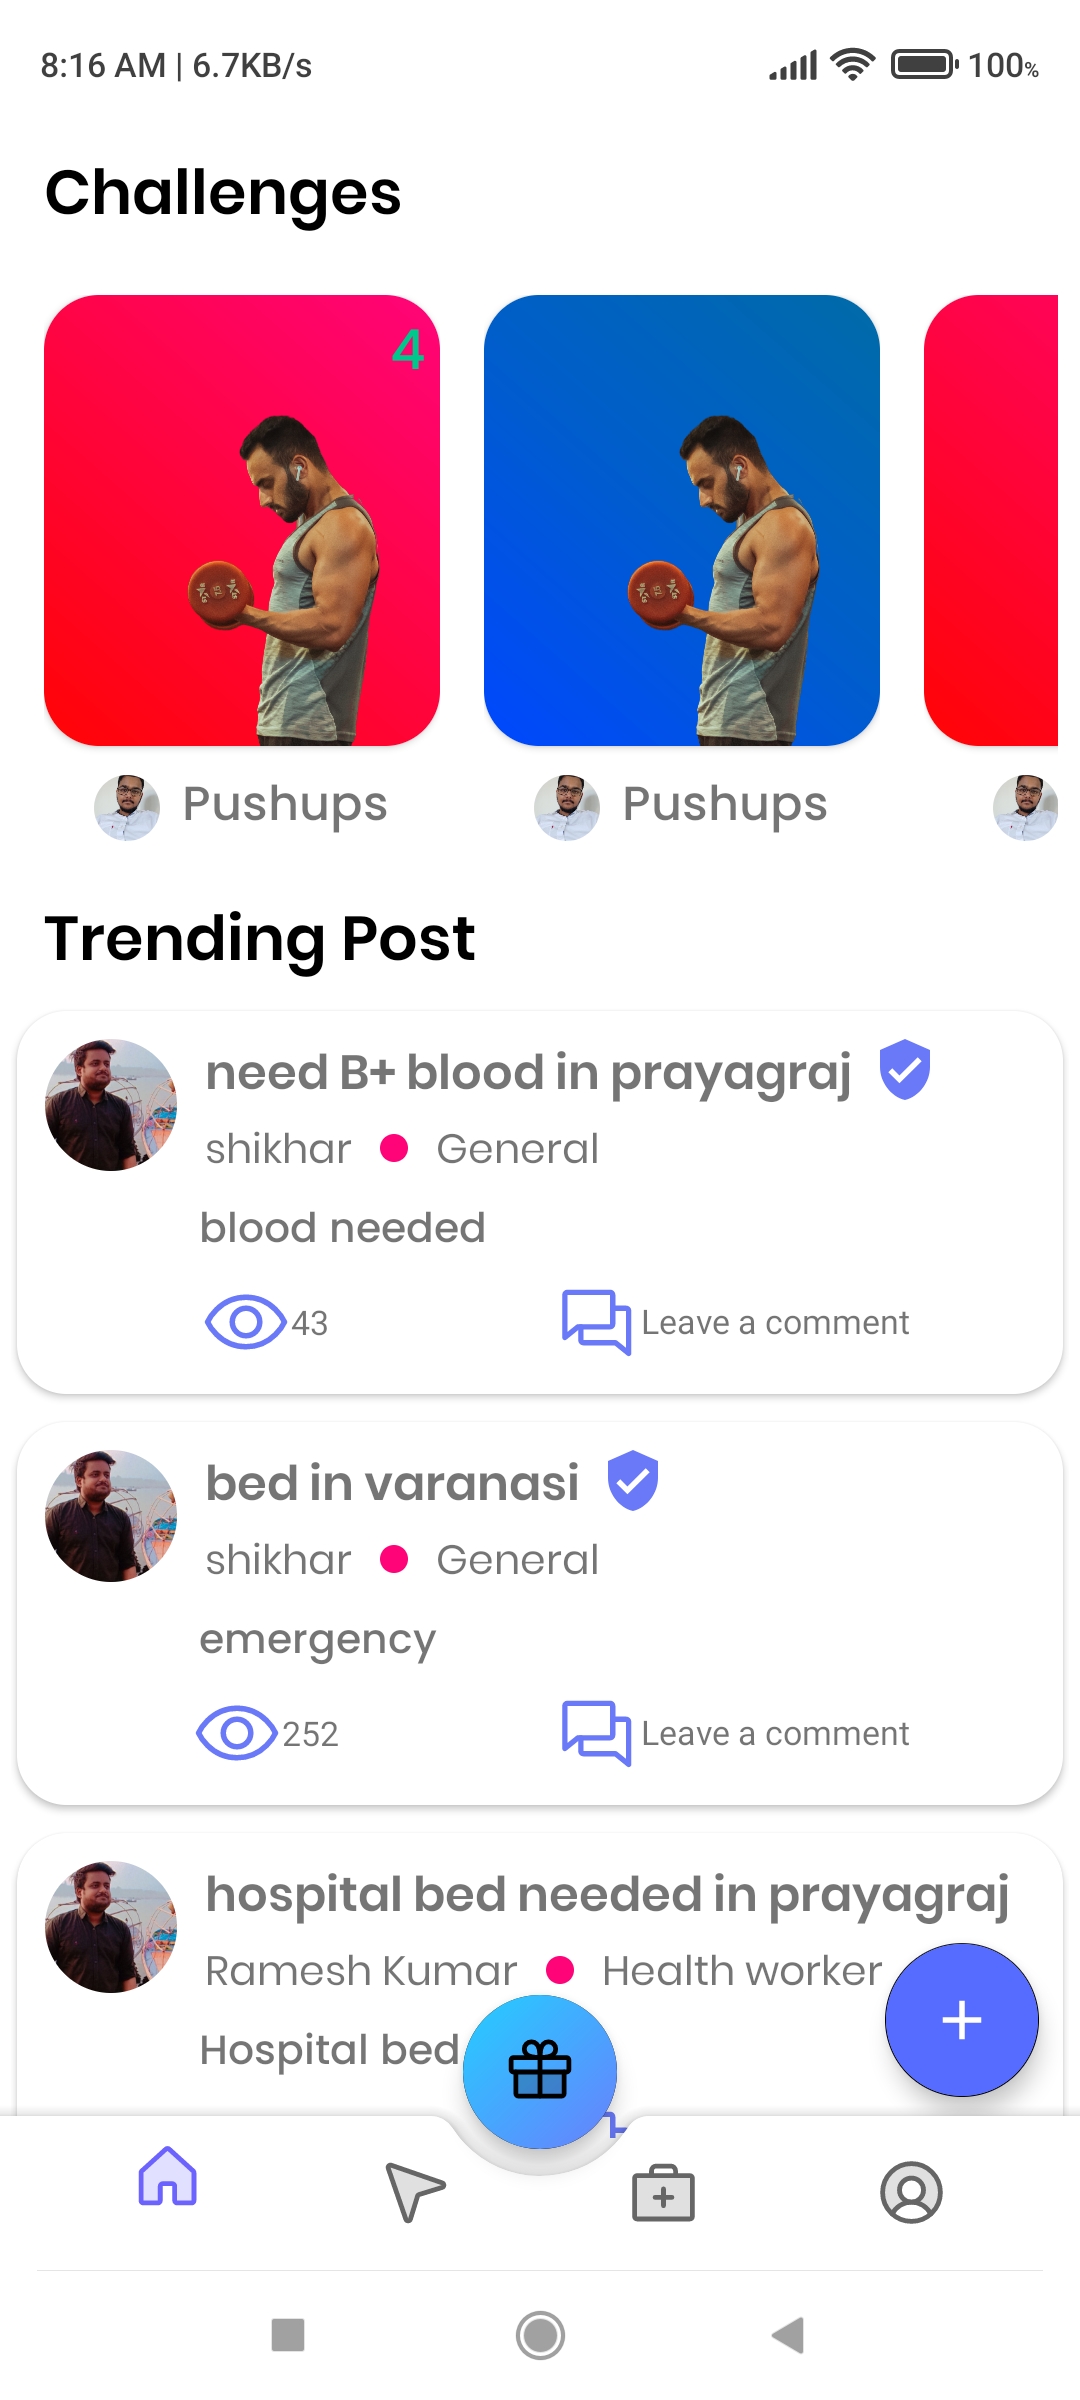 8:16 AM | 6.7KB/s 100%
Challenges
4
Pushups Pushups
Trending Post
need B+ blood in prayagraj
shikhar General
blood needed
43 Leave a comment
bed in varanasi
shikhar General
emergency
252 Leave a comment
hospital bed needed in prayagraj
Ramesh Kumar Health worker
Hospital bed